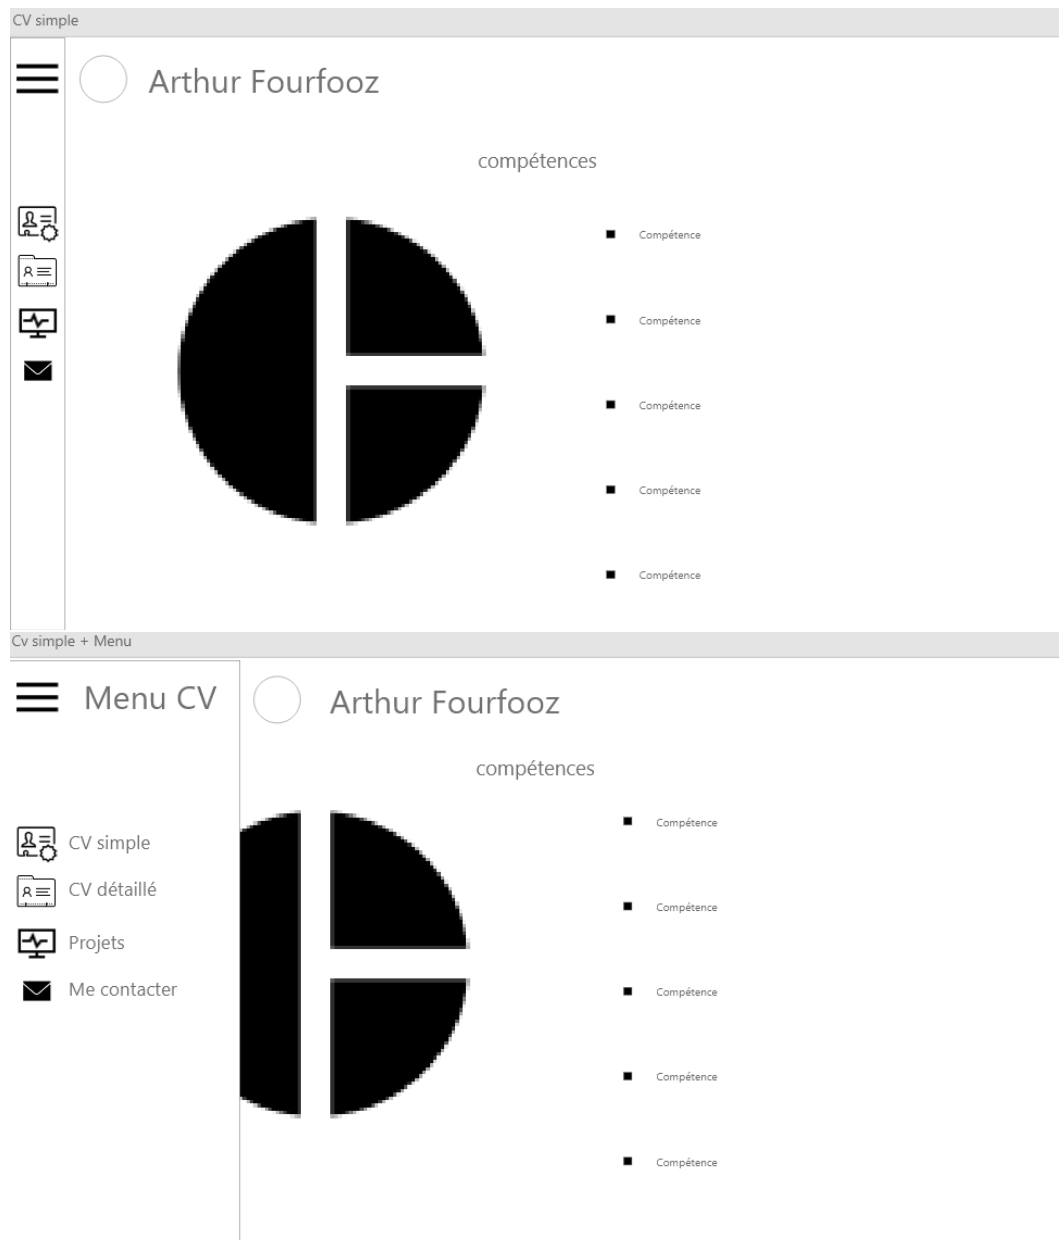 CV simple
Arthur Fourfooz
compétences
Compétence
Compétence
Compétence
Compétence
Compétence
Cv simple + Menu
Menu CV
Arthur Fourfooz
compétences
CV simple
CV détaillé
Projets
Me contacter
Compétence
Compétence
Compétence
Compétence
Compétence